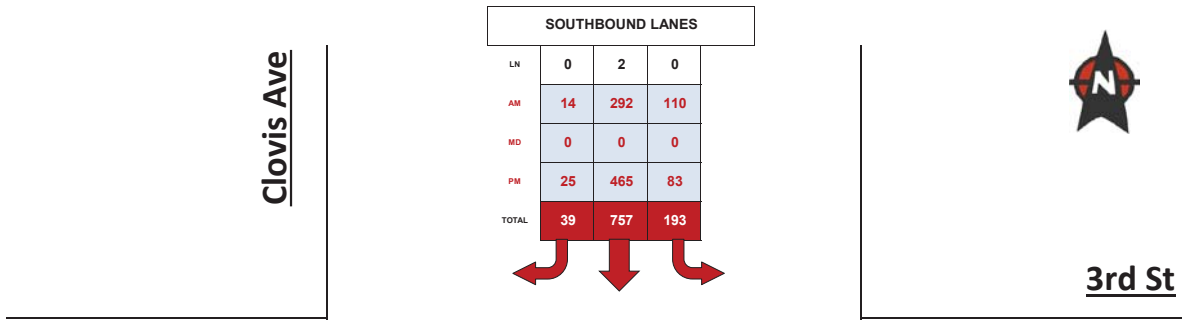 SOUTHBOUND LANES
Clovis Ave
N
LN 0 2 0
AM 14 292 110
MD 0 0 0
PM 25 465 83
TOTAL 39 757 193
3rd St